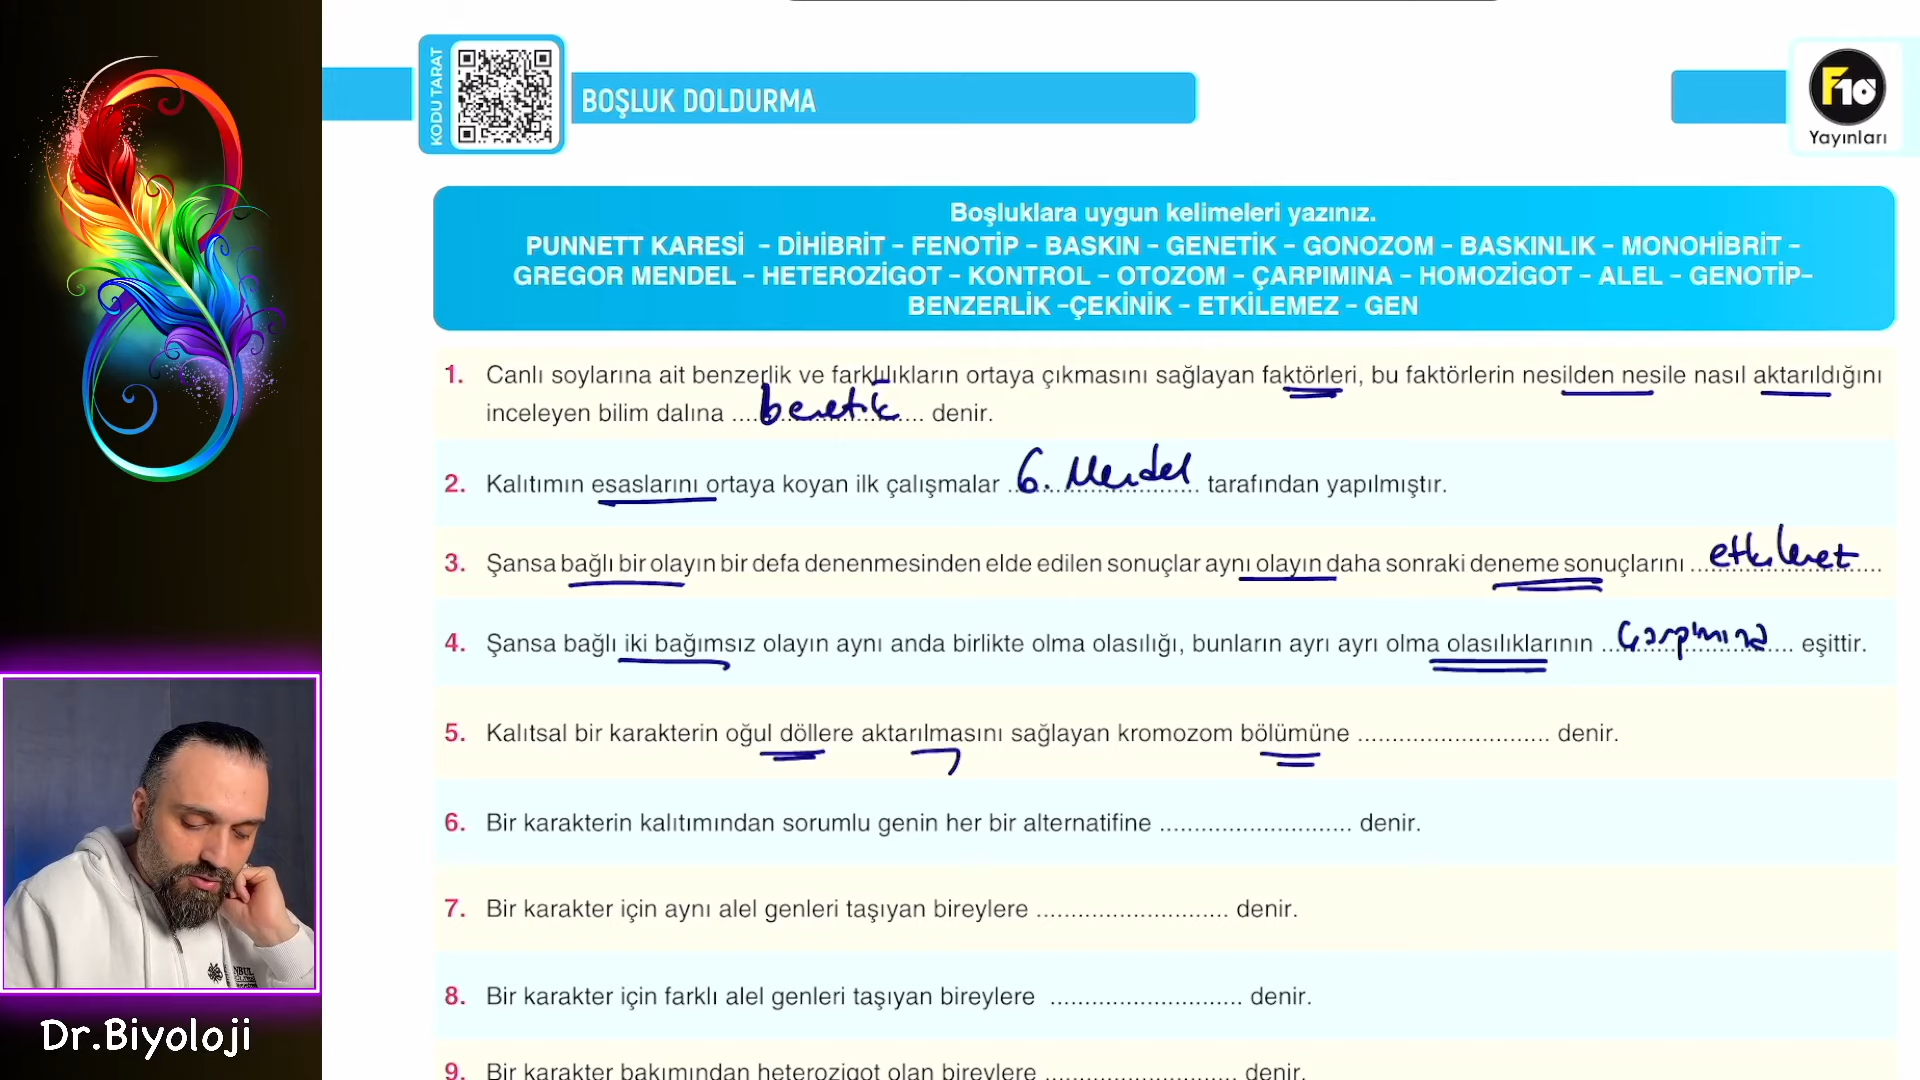 KODU TARAT
BOŞLUK DOLDURMA
F10
Yayınları
Boşluklara uygun kelimeleri yazınız.
PUNNETT KARESİ – DİHİBRİT – FENOTİP – BASKIN – GENETİK – GONOZOM – BASKINLIK – MONOHİBRİT –
GREGOR MENDEL – HETEROZİGOT – KONTROL – OTOZOM – ÇARPIMINA – HOMOZİGOT – ALEL – GENOTİP–
BENZERLİK –ÇEKİNİK – ETKİLEMEZ – GEN
1. Canlı soylarına ait benzerlik ve farklılıkların ortaya çıkmasını sağlayan faktörleri, bu faktörlerin nesilden nesile nasıl aktarıldığını
inceleyen bilim dalına .... Genetik .... denir.
2. Kalıtımın esaslarını ortaya koyan ilk çalışmalar .... G. Mendel .... tarafından yapılmıştır.
3. Şansa bağlı bir olayın bir defa denenmesinden elde edilen sonuçlar aynı olayın daha sonraki deneme sonuçlarını .... etkilemez ....
4. Şansa bağlı iki bağımsız olayın aynı anda birlikte olma olasılığı, bunların ayrı ayrı olma olasılıklarının .... Çarpımına .... eşittir.
5. Kalıtsal bir karakterin oğul döllere aktarılmasını sağlayan kromozom bölümüne ............................ denir.
6. Bir karakterin kalıtımından sorumlu genin her bir alternatifine ............................ denir.
7. Bir karakter için aynı alel genleri taşıyan bireylere ............................ denir.
8. Bir karakter için farklı alel genleri taşıyan bireylere ............................ denir.
9. Bir karakter bakımından heterozigot olan bireylere ............................ denir.
Dr.Biyoloji